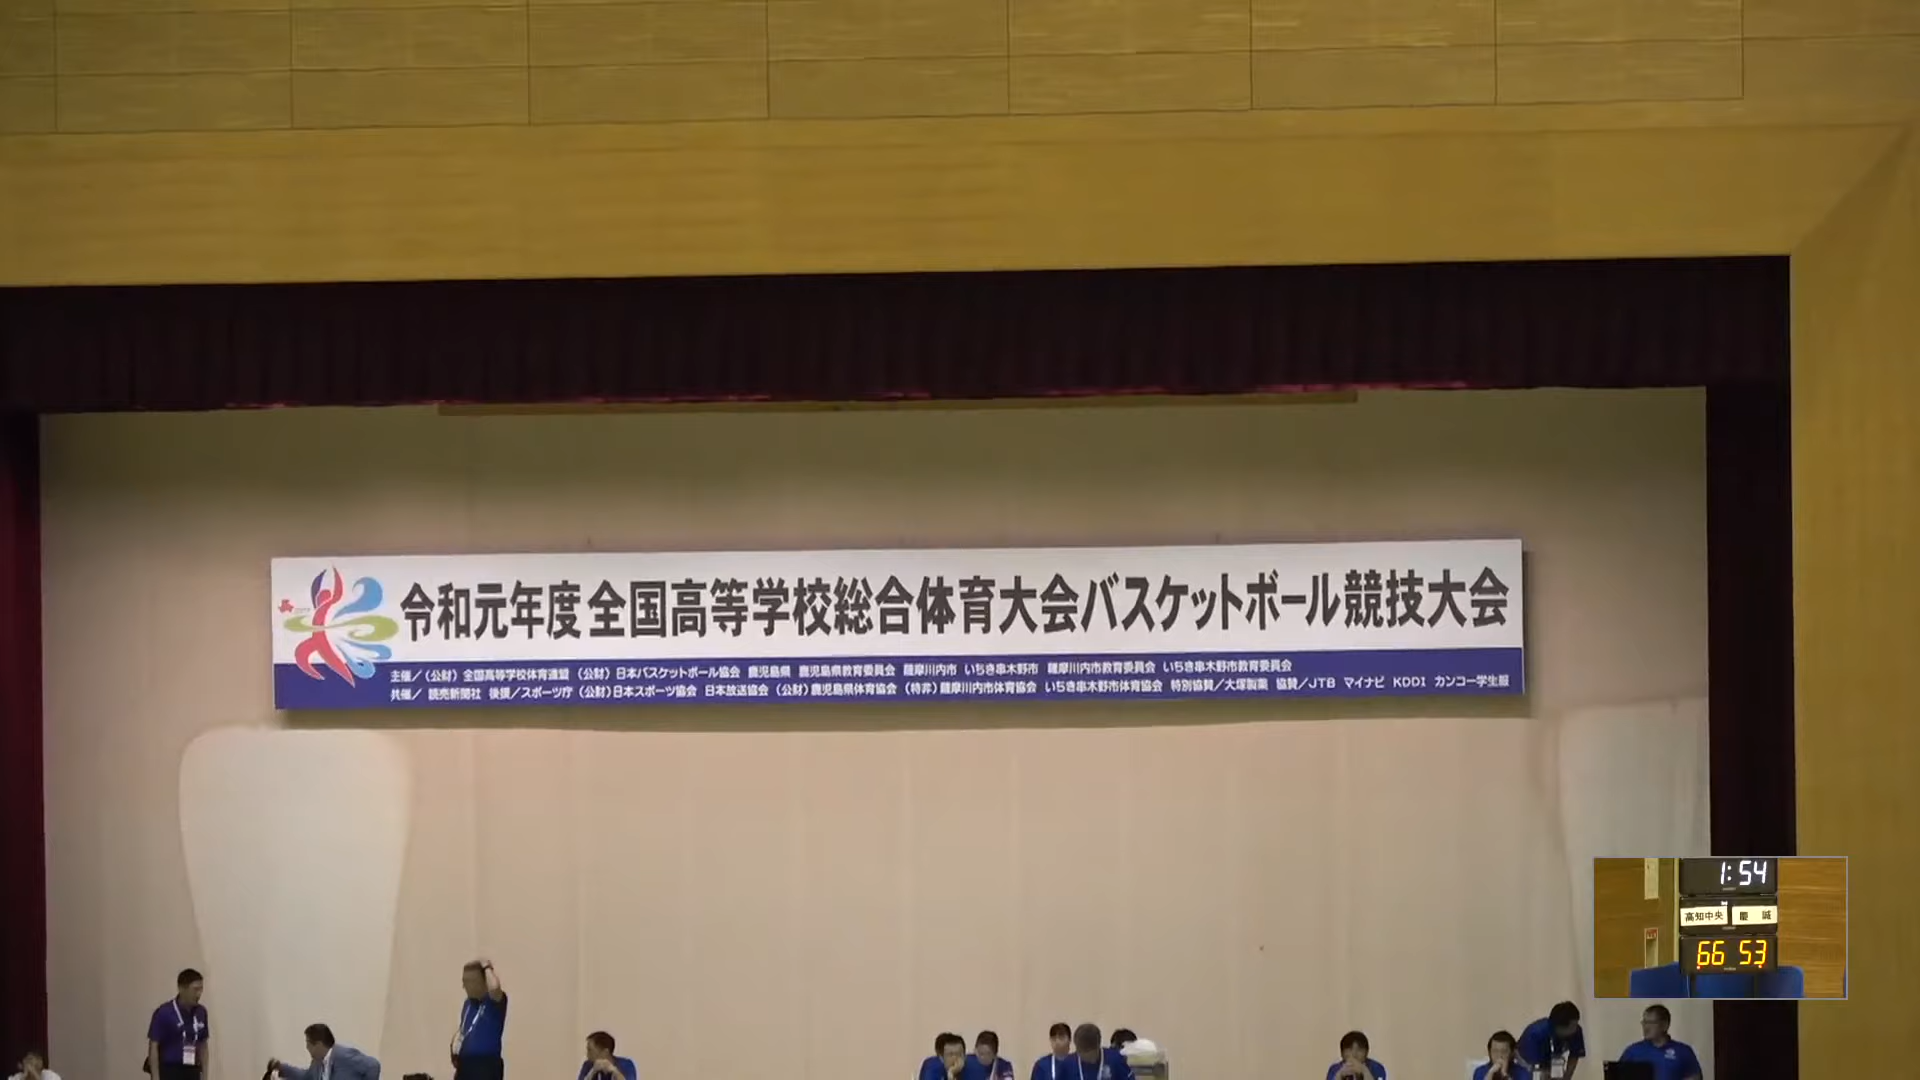 令和元年度全国高等学校総合体育大会バスケットボール競技大会
主催／（公財）全国高等学校体育連盟（公財）日本バスケットボール協会 鹿児島県 鹿児島県教育委員会 薩摩川内市 いちき串木野市 薩摩川内市教育委員会 いちき串木野市教育委員会
共催／ 読売新聞社 後援／スポーツ庁（公財）日本スポーツ協会 日本放送協会（公財）鹿児島県体育協会（特非）薩摩川内市体育協会 いちき串木野市体育協会 特別協賛／大塚製薬 協賛／JTB マイナビ KDDI カンコー学生服
1:54
高知中央 慶 誠
66 53